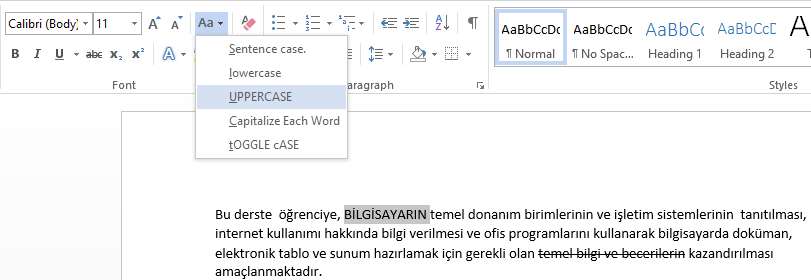 Calibri (Body) 11 A A Aa AaBbCcDc AaBbCcDc AaBbCc AaBbCcD
I U abc x₂ x² A ¶ Normal ¶ No Spac... Heading 1 Heading 2
Font Paragraph Styles
Sentence case.
lowercase
UPPERCASE
Capitalize Each Word
tOGGLE cASE
Bu derste öğrenciye, BİLGİSAYARIN temel donanım birimlerinin ve işletim sistemlerinin tanıtılması,
internet kullanımı hakkında bilgi verilmesi ve ofis programlarını kullanarak bilgisayarda doküman,
elektronik tablo ve sunum hazırlamak için gerekli olan temel bilgi ve becerilerin kazandırılması
amaçlanmaktadır.